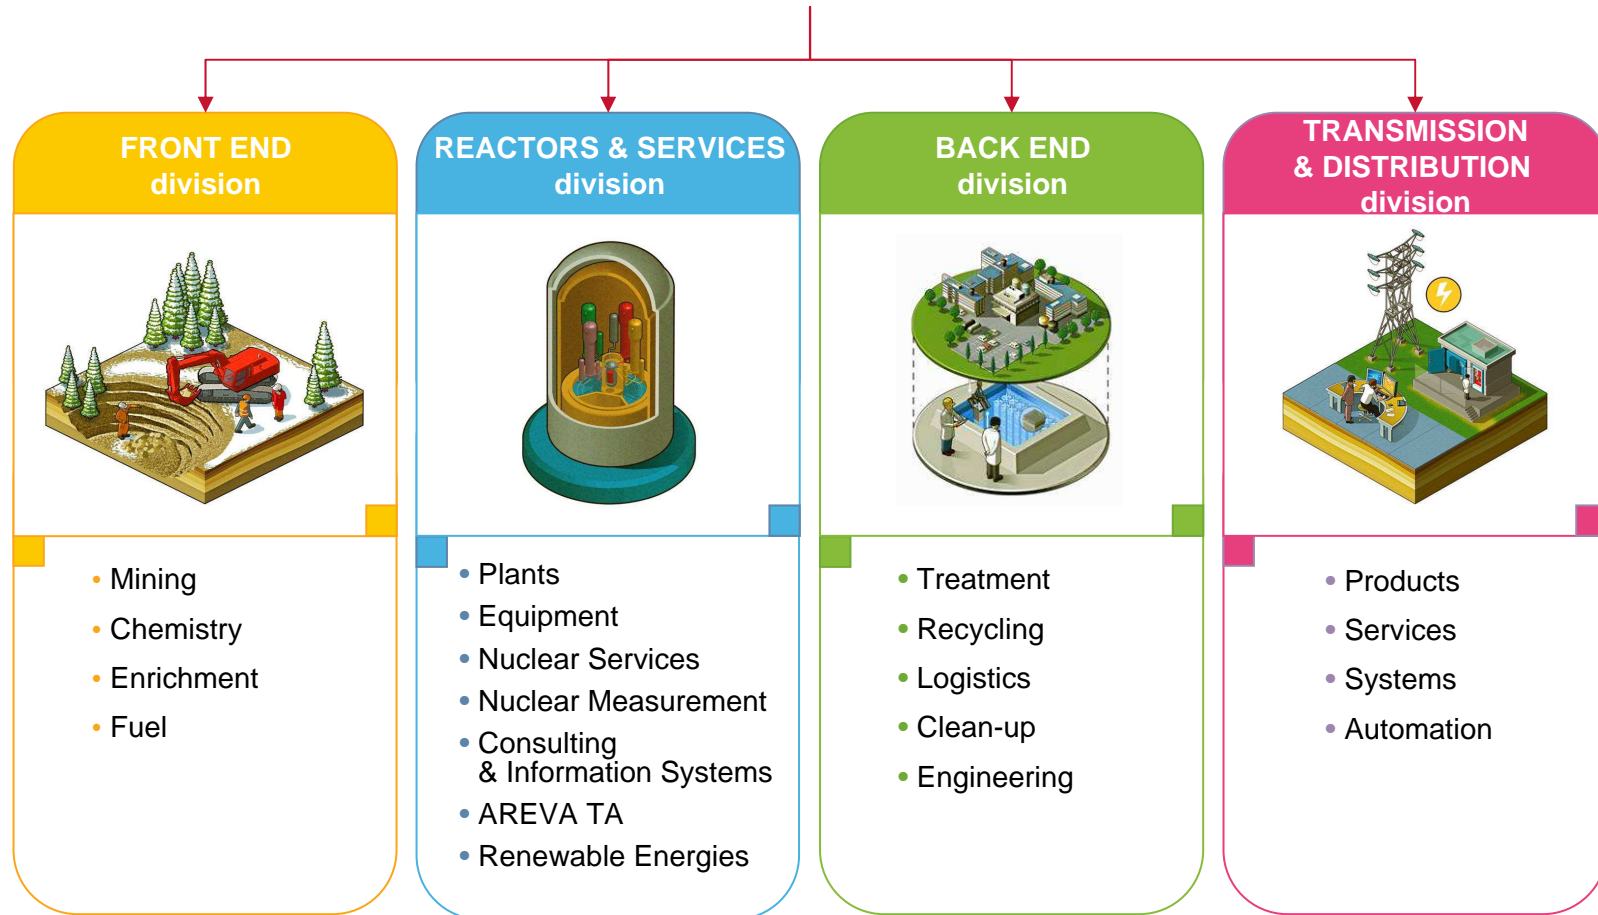 FRONT END
division
REACTORS & SERVICES
division
BACK END
division
TRANSMISSION
& DISTRIBUTION
division
• Mining
• Chemistry
• Enrichment
• Fuel
• Plants
• Equipment
• Nuclear Services
• Nuclear Measurement
• Consulting
& Information Systems
• AREVA TA
• Renewable Energies
• Treatment
• Recycling
• Logistics
• Clean-up
• Engineering
• Products
• Services
• Systems
• Automation